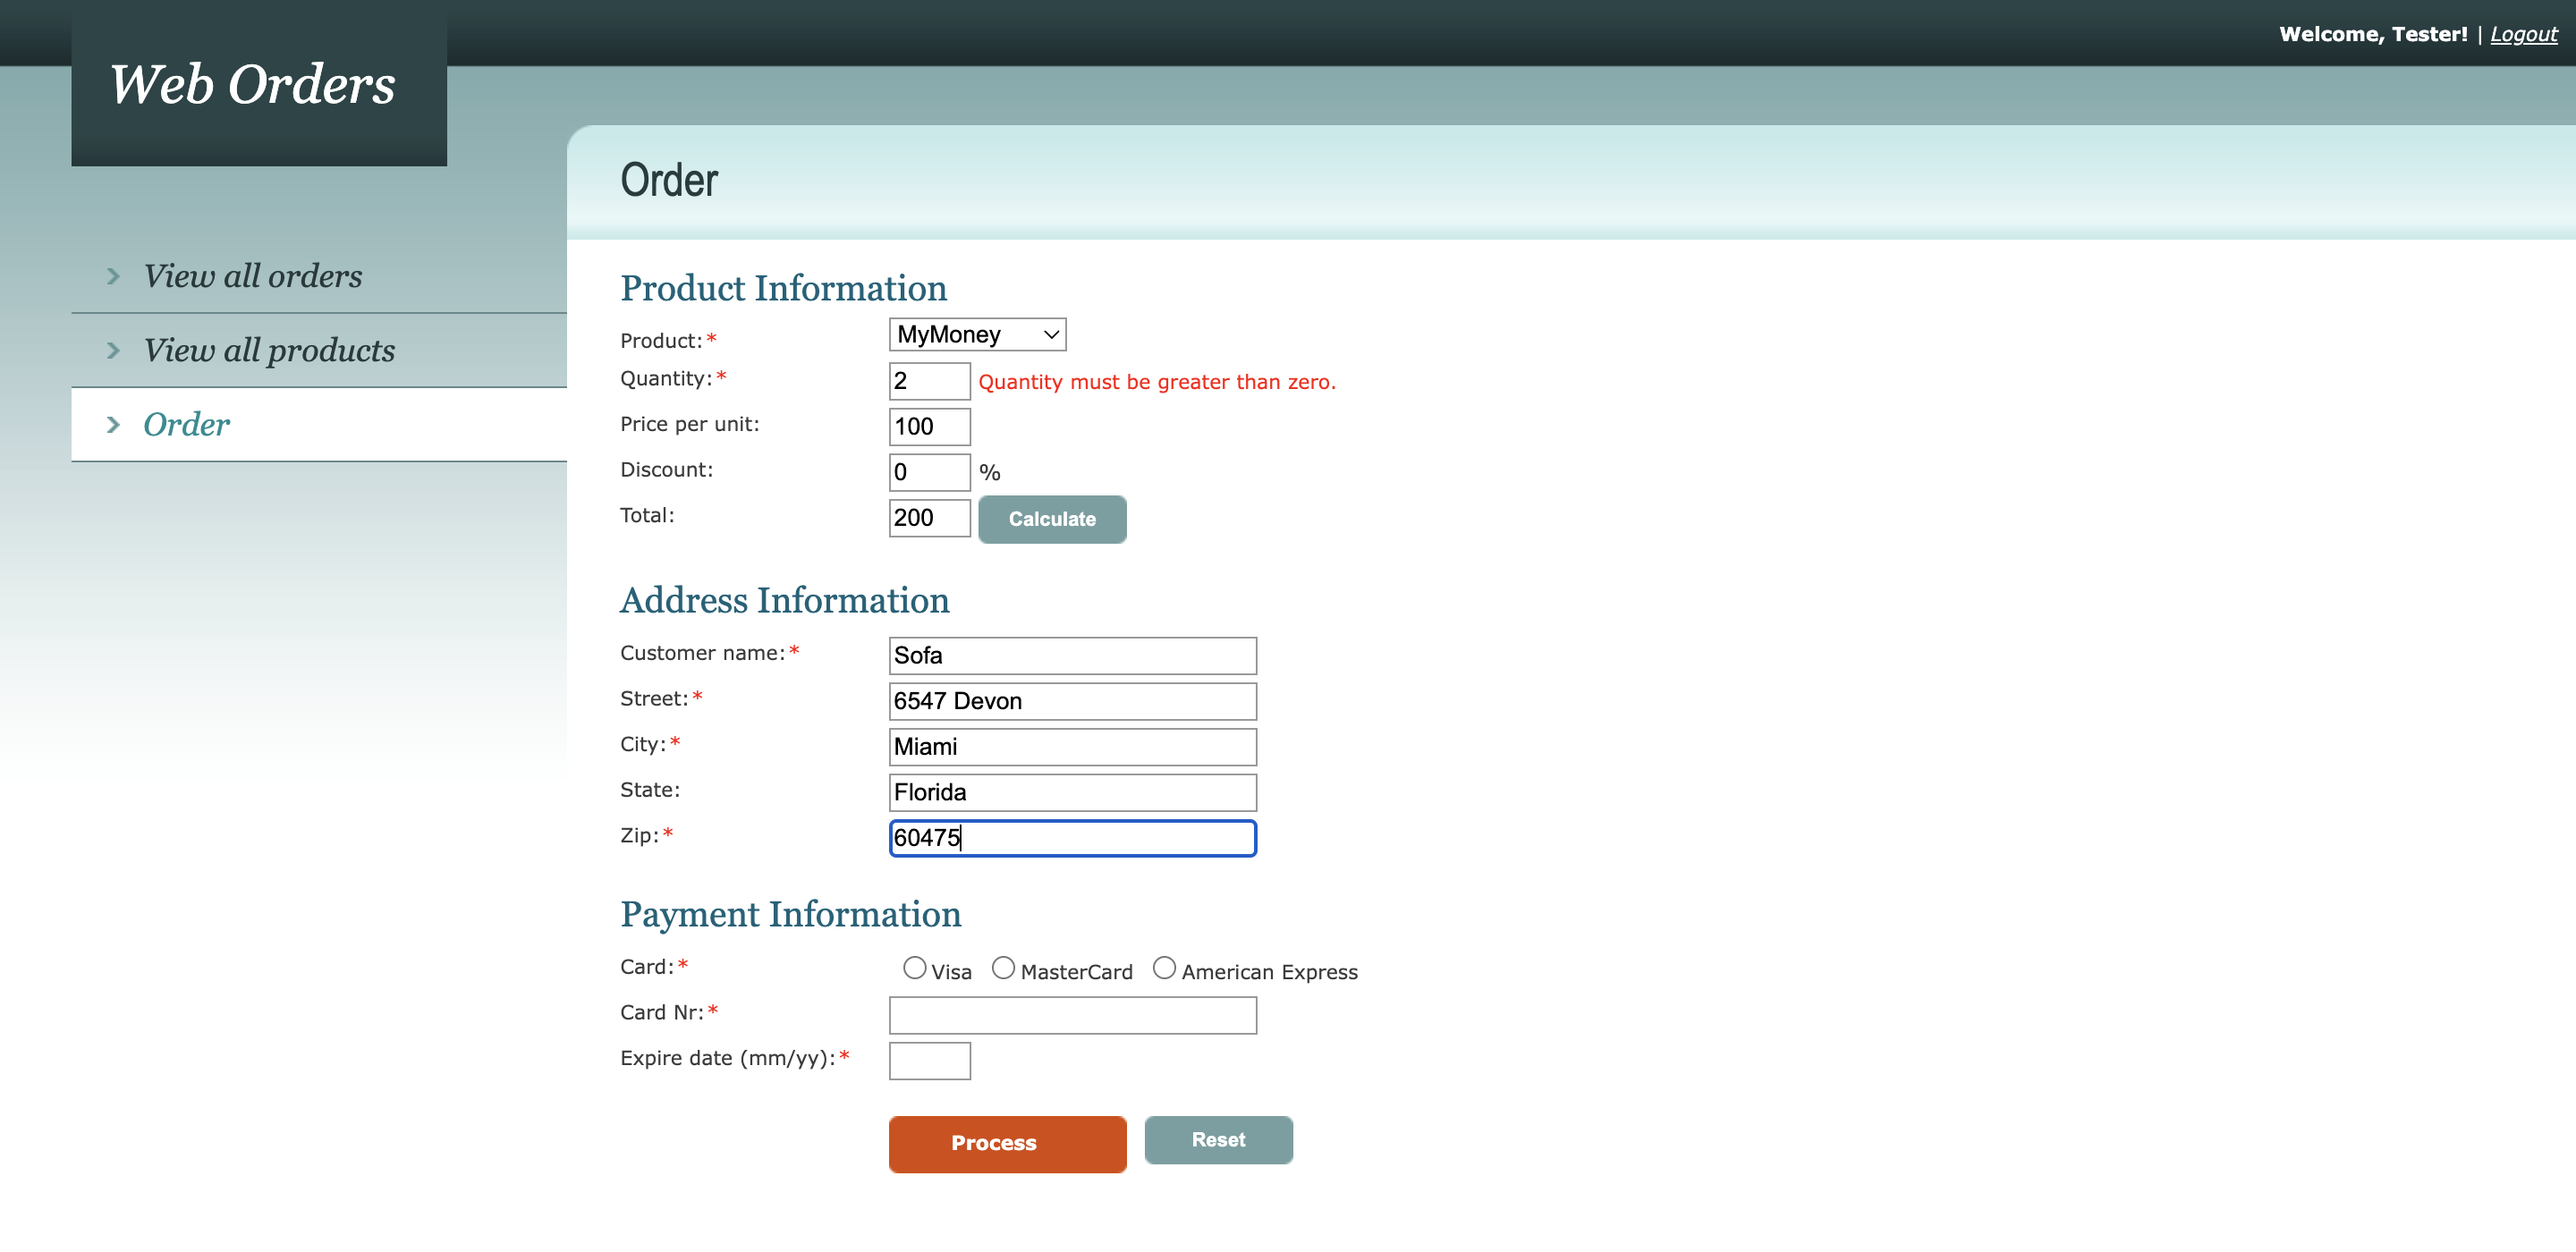 Welcome, Tester! | Logout
Web Orders
Order
View all orders
View all products
Order
Product Information
Product:* MyMoney
Quantity:* 2 Quantity must be greater than zero.
Price per unit: 100
Discount: 0 %
Total: 200 Calculate
Address Information
Customer name:* Sofa
Street:* 6547 Devon
City:* Miami
State: Florida
Zip:* 60475
Payment Information
Card:* Visa MasterCard American Express
Card Nr:*
Expire date (mm/yy):*
Process Reset